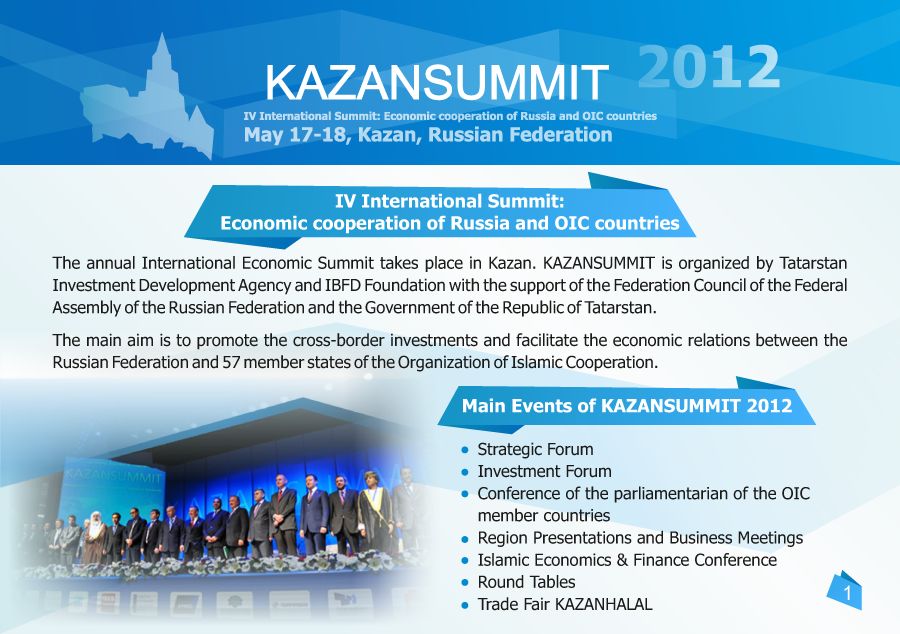 KAZANSUMMIT 2012
IV International Summit: Economic cooperation of Russia and OIC countries
May 17-18, Kazan, Russian Federation
IV International Summit:
Economic cooperation of Russia and OIC countries
The annual International Economic Summit takes place in Kazan. KAZANSUMMIT is organized by Tatarstan
Investment Development Agency and IBFD Foundation with the support of the Federation Council of the Federal
Assembly of the Russian Federation and the Government of the Republic of Tatarstan.
The main aim is to promote the cross-border investments and facilitate the economic relations between the
Russian Federation and 57 member states of the Organization of Islamic Cooperation.
KAZANSUMMIT
Main Events of KAZANSUMMIT 2012
Strategic Forum
Investment Forum
Conference of the parliamentarian of the OIC
member countries
Region Presentations and Business Meetings
Islamic Economics & Finance Conference
Round Tables
Trade Fair KAZANHALAL
1